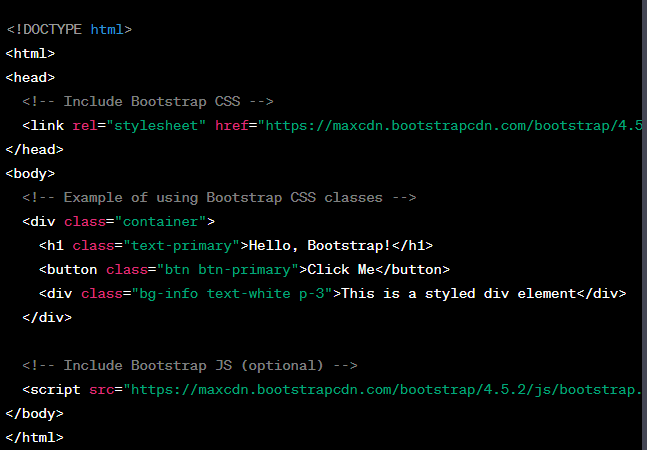 <!DOCTYPE html>
<html>
<head>
<!-- Include Bootstrap CSS -->
<link rel="stylesheet" href="https://maxcdn.bootstrapcdn.com/bootstrap/4.5
</head>
<body>
<!-- Example of using Bootstrap CSS classes -->
<div class="container">
<h1 class="text-primary">Hello, Bootstrap!</h1>
<button class="btn btn-primary">Click Me</button>
<div class="bg-info text-white p-3">This is a styled div element</div>
</div>
<!-- Include Bootstrap JS (optional) -->
<script src="https://maxcdn.bootstrapcdn.com/bootstrap/4.5.2/js/bootstrap.
</body>
</html>